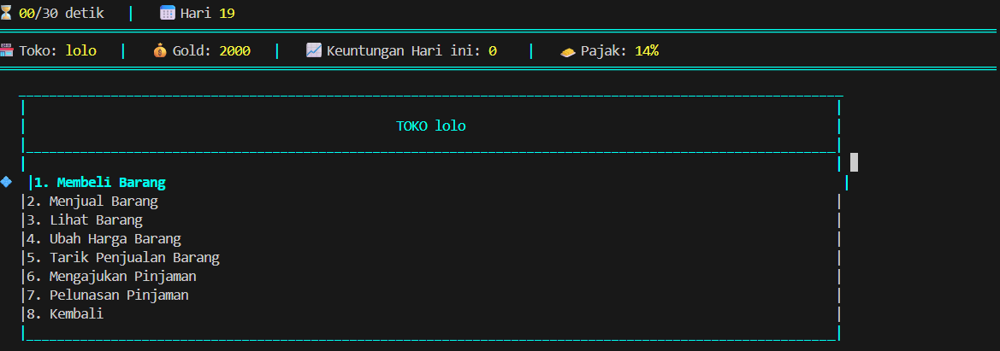 00/30 detik | Hari 19
Toko: lolo | Gold: 2000 | Keuntungan Hari ini: 0 | Pajak: 14%
TOKO lolo
|1. Membeli Barang |
|2. Menjual Barang |
|3. Lihat Barang |
|4. Ubah Harga Barang |
|5. Tarik Penjualan Barang |
|6. Mengajukan Pinjaman |
|7. Pelunasan Pinjaman |
|8. Kembali |